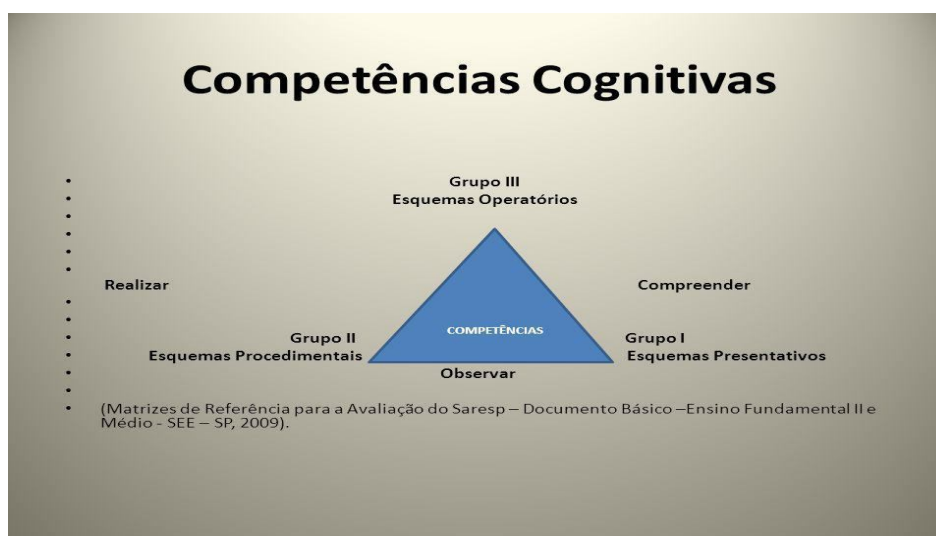 Competências Cognitivas
Grupo III
Esquemas Operatórios
Realizar
Compreender
COMPETÊNCIAS
Grupo II
Esquemas Procedimentais
Grupo I
Esquemas Presentativos
Observar
(Matrizes de Referência para a Avaliação do Saresp – Documento Básico –Ensino Fundamental II e
Médio - SEE – SP, 2009).